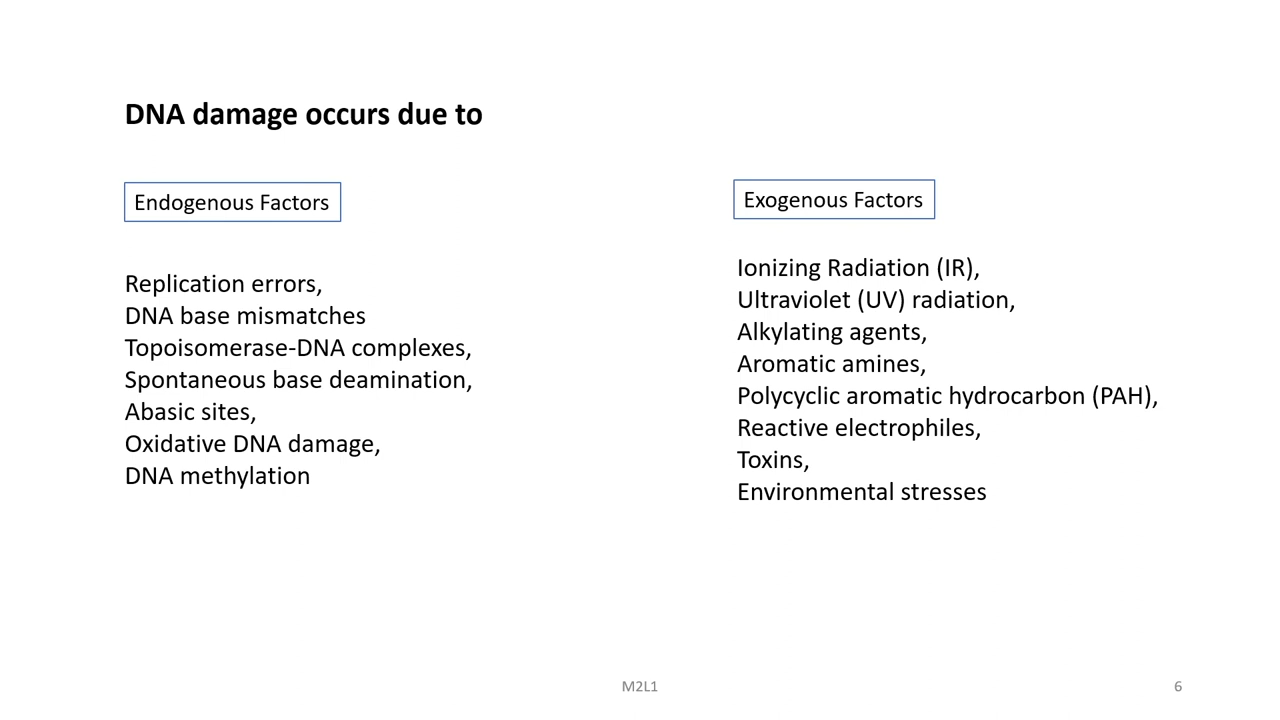 DNA damage occurs due to
Endogenous Factors
Replication errors,
DNA base mismatches
Topoisomerase-DNA complexes,
Spontaneous base deamination,
Abasic sites,
Oxidative DNA damage,
DNA methylation
Exogenous Factors
Ionizing Radiation (IR),
Ultraviolet (UV) radiation,
Alkylating agents,
Aromatic amines,
Polycyclic aromatic hydrocarbon (PAH),
Reactive electrophiles,
Toxins,
Environmental stresses
M2L1
6